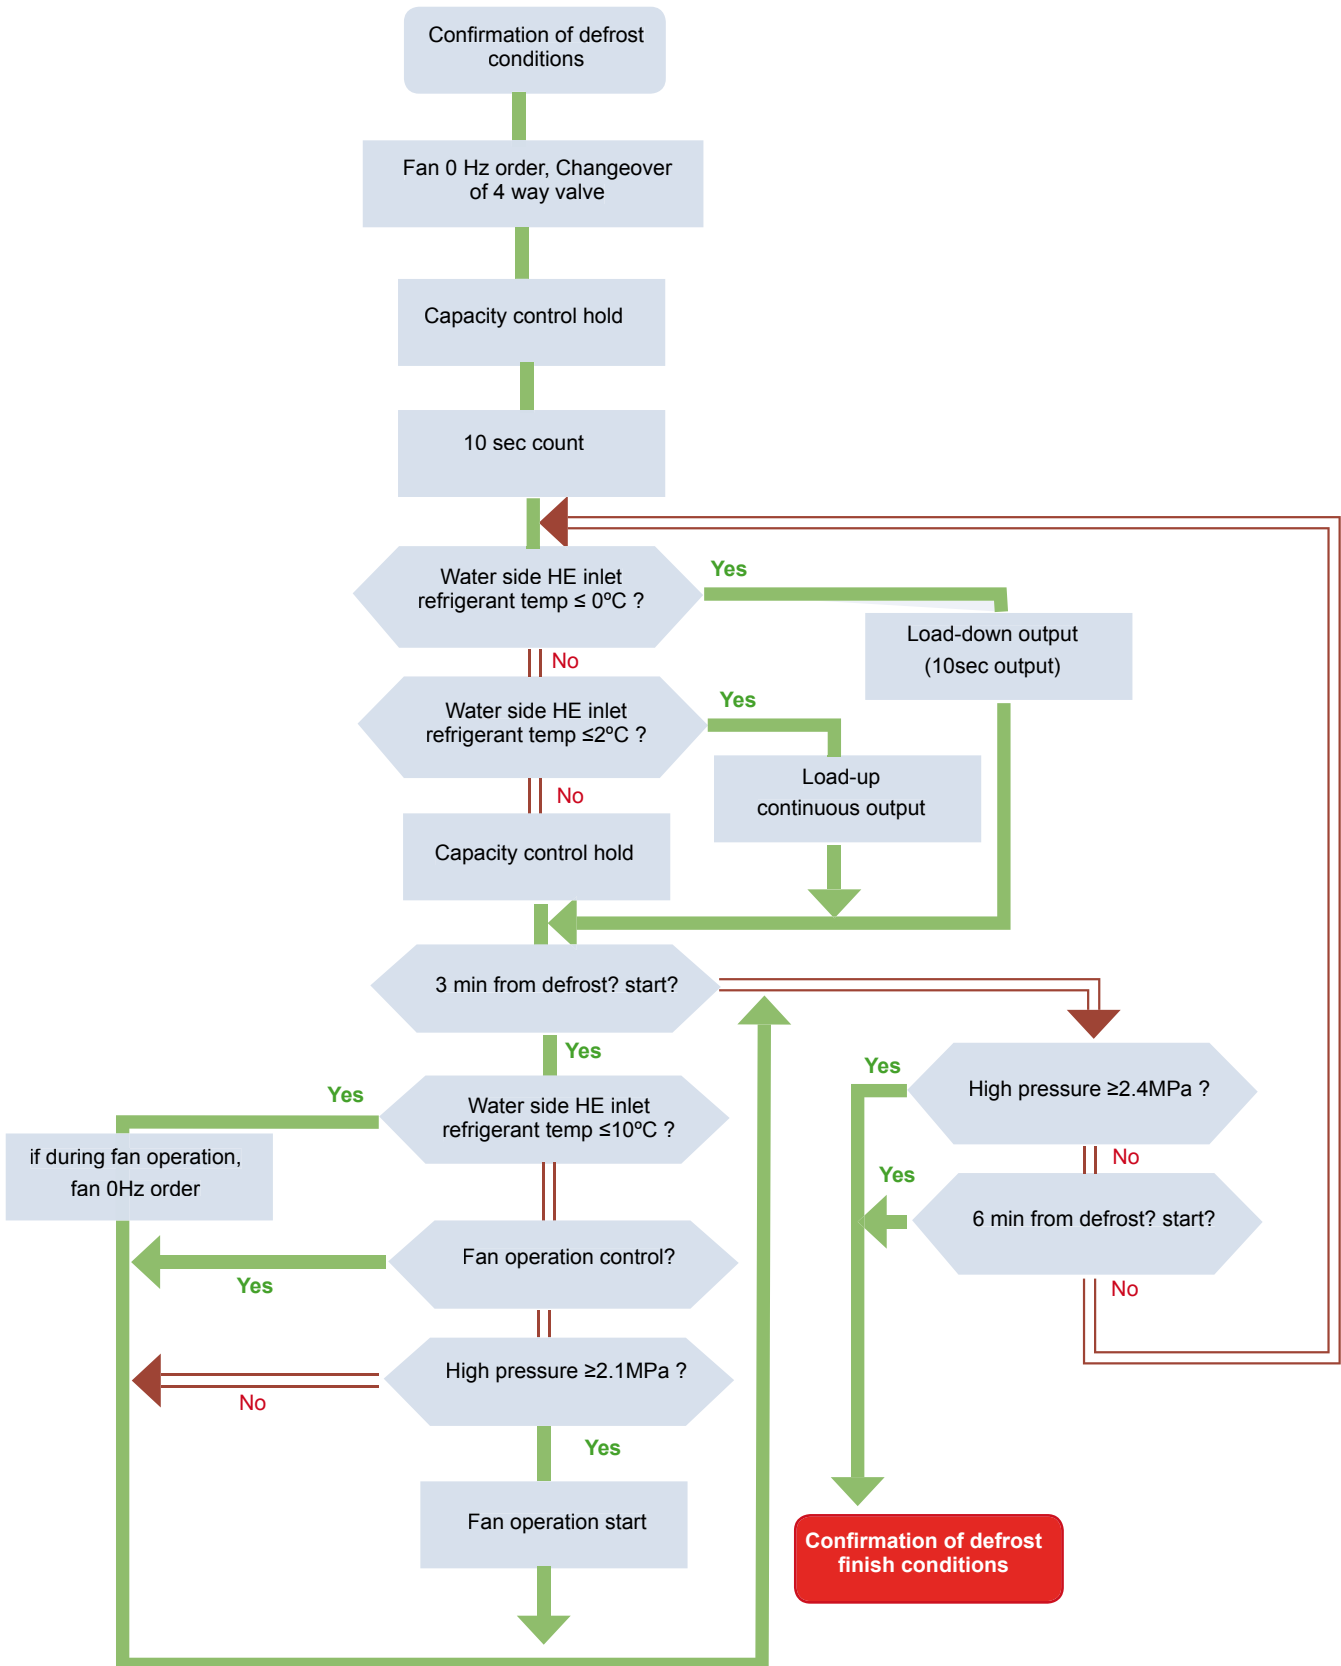 Confirmation of defrost
conditions
Fan 0 Hz order, Changeover
of 4 way valve
Capacity control hold
10 sec count
Water side HE inlet
refrigerant temp ≤ 0ºC ?
Yes
Load-down output
(10sec output)
No
Water side HE inlet
refrigerant temp ≤2ºC ?
Yes
Load-up
continuous output
No
Capacity control hold
3 min from defrost? start?
Yes
Water side HE inlet
refrigerant temp ≤10ºC ?
Yes
if during fan operation,
fan 0Hz order
Fan operation control?
Yes
High pressure ≥2.1MPa ?
No
Yes
Fan operation start
High pressure ≥2.4MPa ?
Yes
No
6 min from defrost? start?
Yes
No
Confirmation of defrost
finish conditions